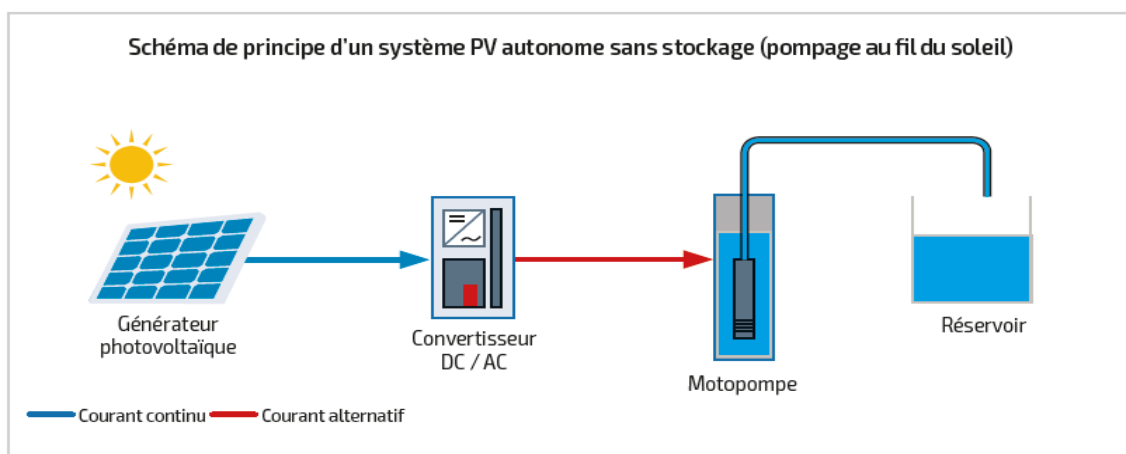 Schéma de principe d'un système PV autonome sans stockage (pompage au fil du soleil)
Générateur
photovoltaïque
Convertisseur
DC / AC
Motopompe
Réservoir
Courant continu
Courant alternatif